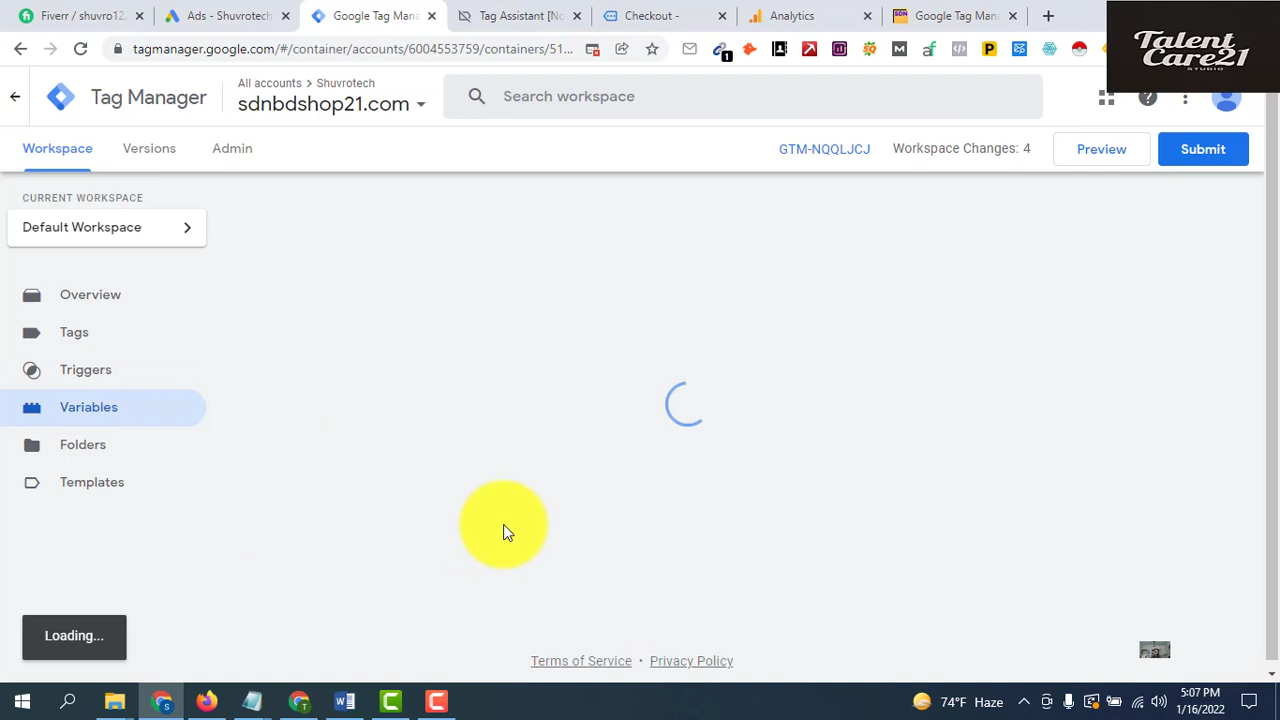 Fiverr / shuvro12
Ads - Shuvrotech
Google Tag Mana
Tag Assistant [No
Checkout -
Analytics
Google Tag Mana
tagmanager.google.com/#/container/accounts/6004553759/containers/51...
Talent
Care21
STUDIO
Tag Manager
All accounts > Shuvrotech
sdnbdshop21.com
Search workspace
Workspace
Versions
Admin
GTM-NQQLJCJ
Workspace Changes: 4
Preview
Submit
CURRENT WORKSPACE
Default Workspace
Overview
Tags
Triggers
Variables
Folders
Templates
Loading...
Terms of Service • Privacy Policy
74°F Haze
5:07 PM
1/16/2022